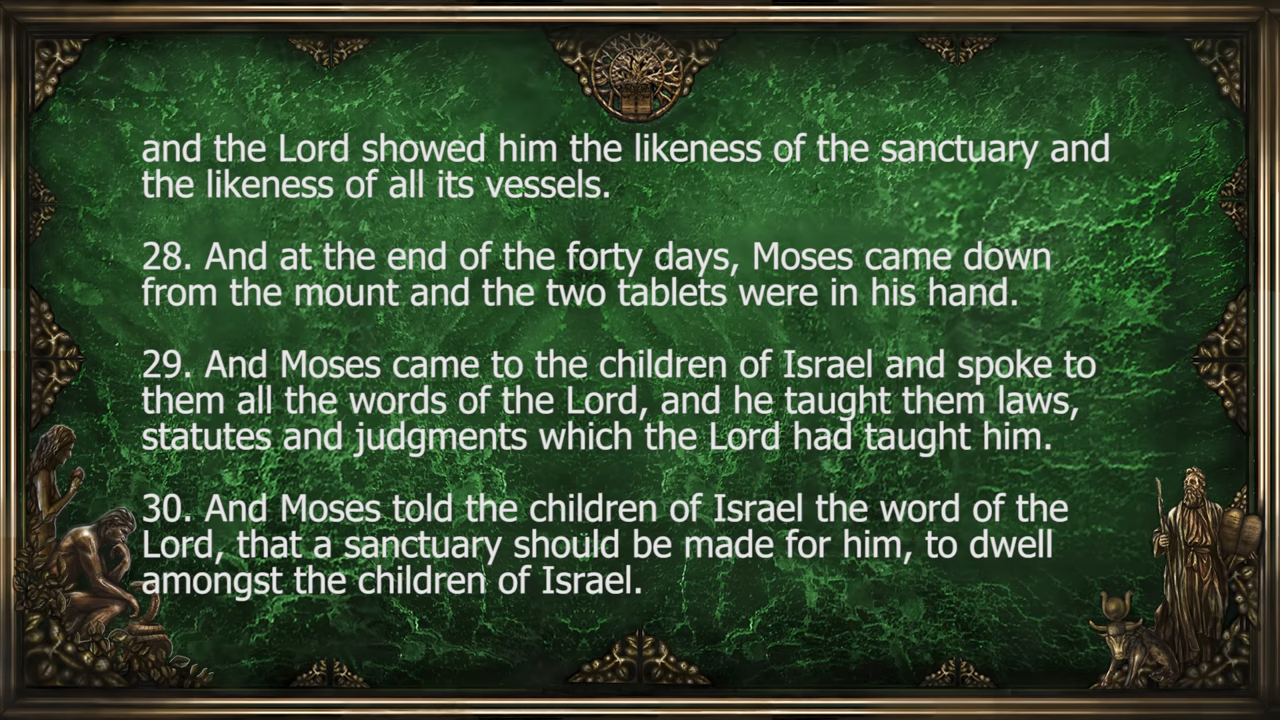 and the Lord showed him the likeness of the sanctuary and
the likeness of all its vessels.
28. And at the end of the forty days, Moses came down
from the mount and the two tablets were in his hand.
29. And Moses came to the children of Israel and spoke to
them all the words of the Lord, and he taught them laws,
statutes and judgments which the Lord had taught him.
30. And Moses told the children of Israel the word of the
Lord, that a sanctuary should be made for him, to dwell
amongst the children of Israel.